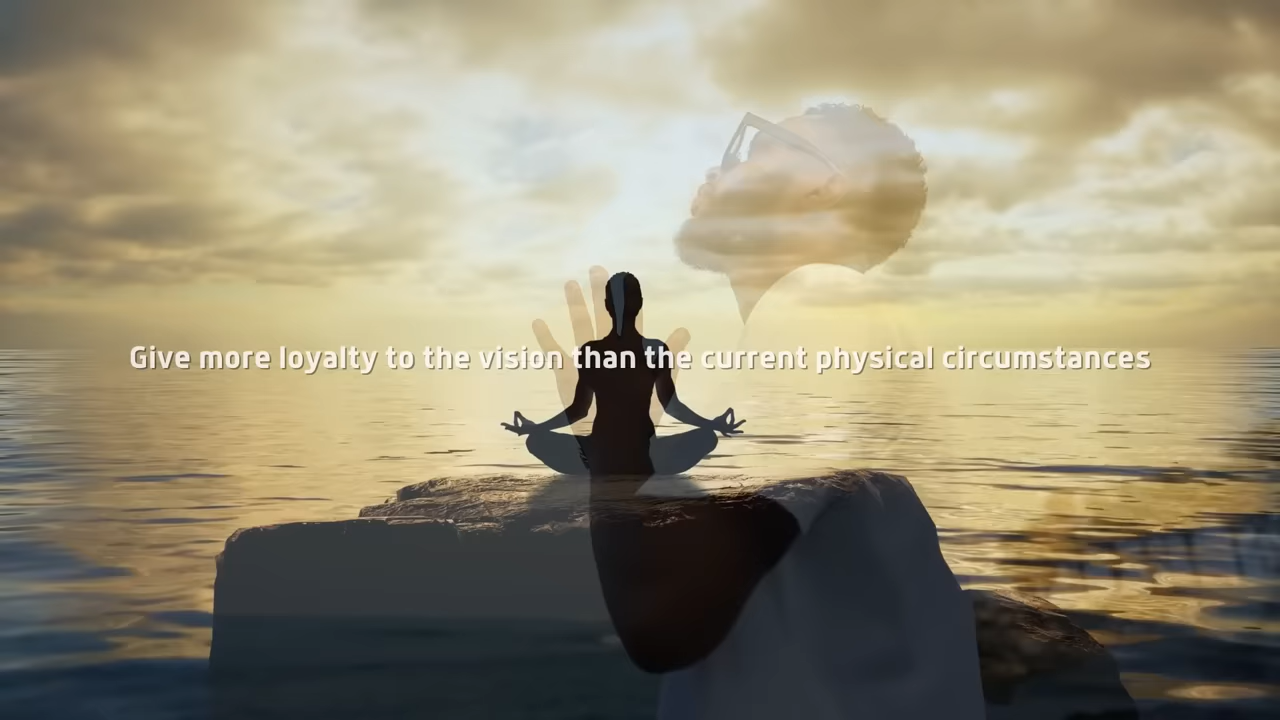 Give more loyalty to the vision than the current physical circumstances